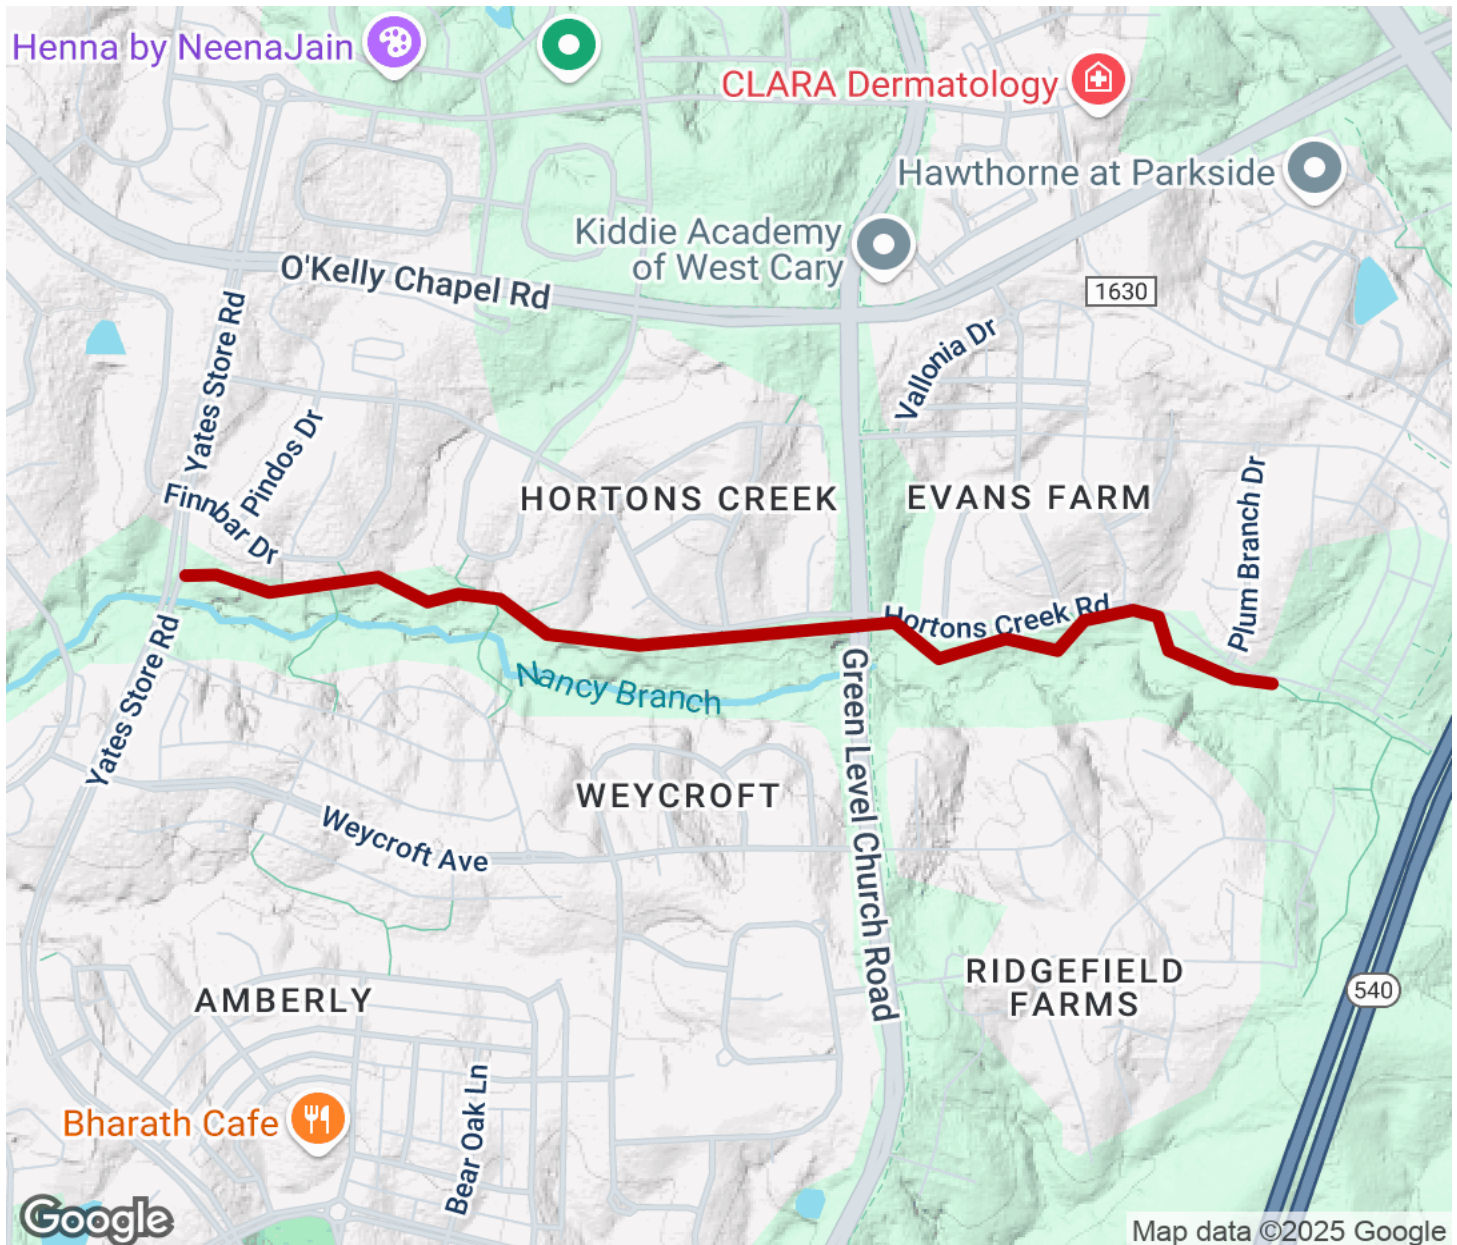 Henna by NeenaJain
CLARA Dermatology
Hawthorne at Parkside
Kiddie Academy
of West Cary
O'Kelly Chapel Rd
1630
Yates Store Rd
Vallonia Dr
Pindos Dr
Finnbar Dr
HORTONS CREEK
EVANS FARM
Plum Branch Dr
Hortons Creek Rd
Nancy Branch
Yates Store Rd
Green Level Church Road
WEYCROFT
Weycroft Ave
RIDGEFIELD
FARMS
540
AMBERLY
Bharath Cafe
Bear Oak Ln
Google
Map data ©2025 Google